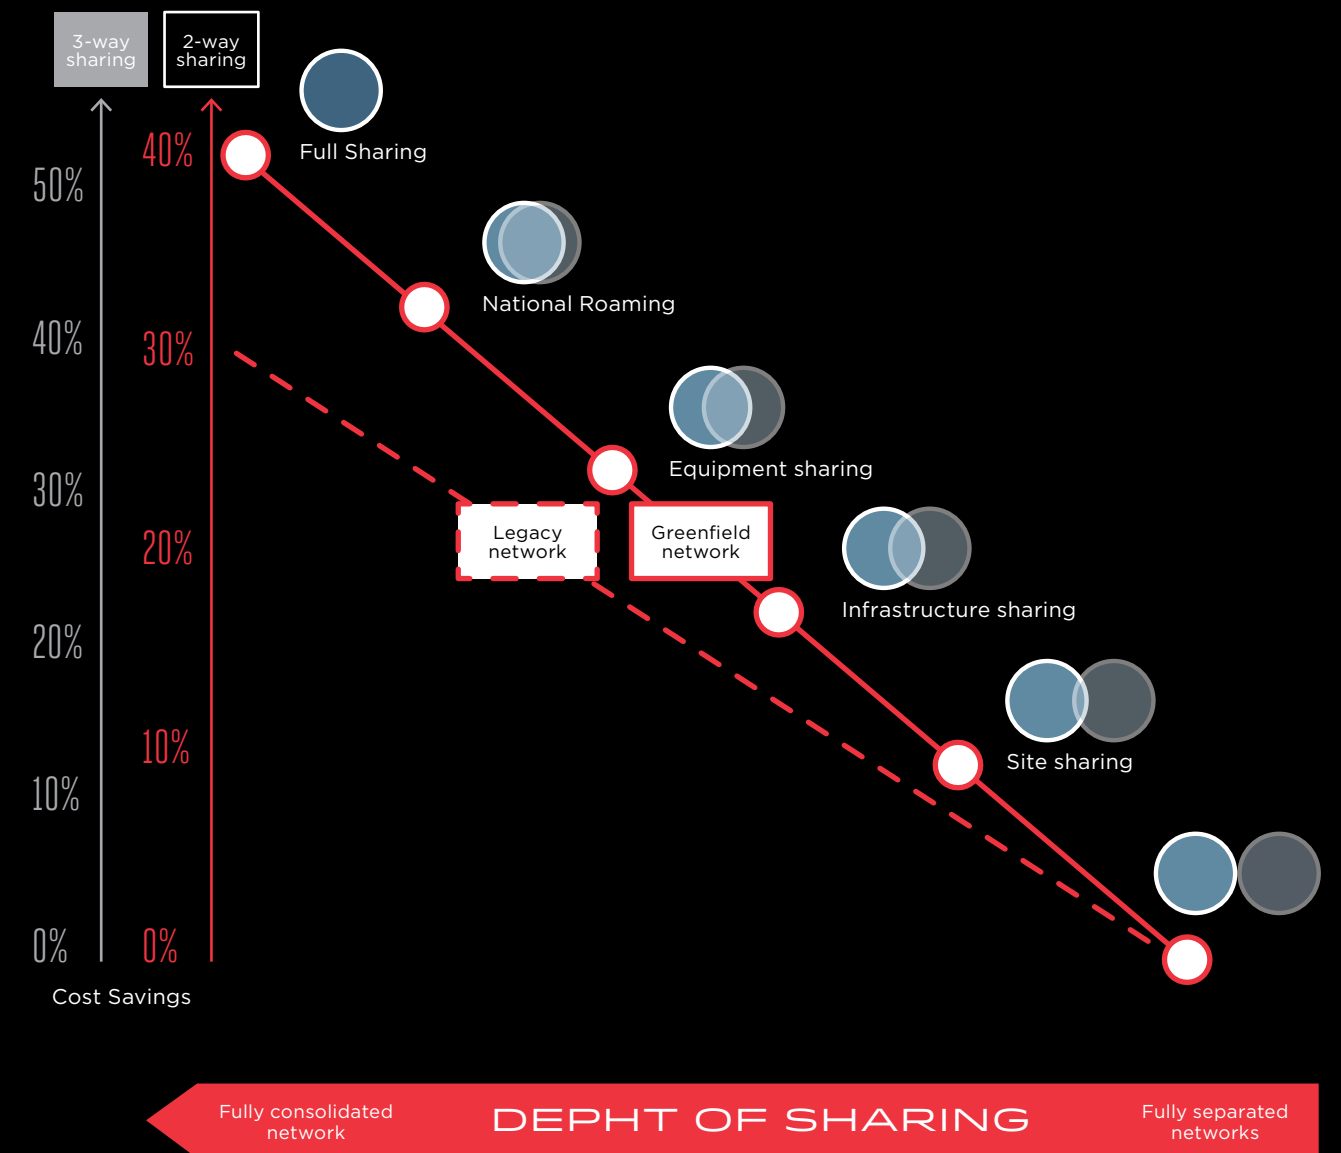 3-way
sharing
2-way
sharing
Full Sharing
40%
50%
National Roaming
40%
30%
Equipment sharing
30%
Legacy
network
Greenfield
network
20%
Infrastructure sharing
20%
10%
Site sharing
10%
0%
0%
Cost Savings
Fully consolidated
network
DEPHT OF SHARING
Fully separated
networks